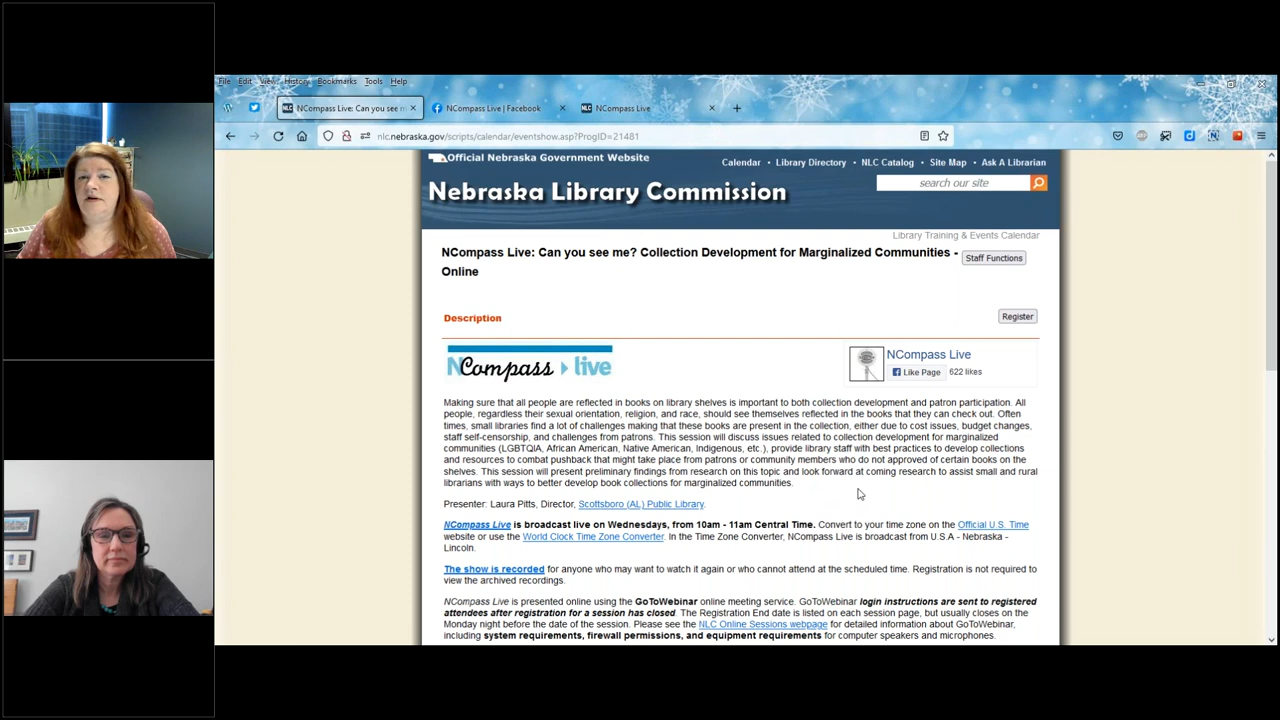 File Edit View History Bookmarks Tools Help
NCompass Live: Can you see m
NCompass Live | Facebook
NCompass Live
nlc.nebraska.gov/scripts/calendar/eventshow.asp?ProgID=21481
Official Nebraska Government Website
Calendar • Library Directory • NLC Catalog • Site Map • Ask A Librarian
Nebraska Library Commission
search our site
Library Training & Events Calendar
NCompass Live: Can you see me? Collection Development for Marginalized Communities -
Online
Staff Functions
Description
Register
NCompass live
NCompass Live
Like Page 622 likes
Making sure that all people are reflected in books on library shelves is important to both collection development and patron participation. All
people, regardless their sexual orientation, religion, and race, should see themselves reflected in the books that they can check out. Often
times, small libraries find a lot of challenges making that these books are present in the collection, either due to cost issues, budget changes,
staff self-censorship, and challenges from patrons. This session will discuss issues related to collection development for marginalized
communities (LGBTQIA, African American, Native American, Indigenous, etc.), provide library staff with best practices to develop collections
and resources to combat pushback that might take place from patrons or community members who do not approved of certain books on the
shelves. This session will present preliminary findings from research on this topic and look forward at coming research to assist small and rural
librarians with ways to better develop book collections for marginalized communities.
Presenter: Laura Pitts, Director, Scottsboro (AL) Public Library.
NCompass Live is broadcast live on Wednesdays, from 10am - 11am Central Time. Convert to your time zone on the Official U.S. Time
website or use the World Clock Time Zone Converter. In the Time Zone Converter, NCompass Live is broadcast from U.S.A - Nebraska -
Lincoln.
The show is recorded for anyone who may want to watch it again or who cannot attend at the scheduled time. Registration is not required to
view the archived recordings.
NCompass Live is presented online using the GoToWebinar online meeting service. GoToWebinar login instructions are sent to registered
attendees after registration for a session has closed. The Registration End date is listed on each session page, but usually closes on the
Monday night before the date of the session. Please see the NLC Online Sessions webpage for detailed information about GoToWebinar,
including system requirements, firewall permissions, and equipment requirements for computer speakers and microphones.